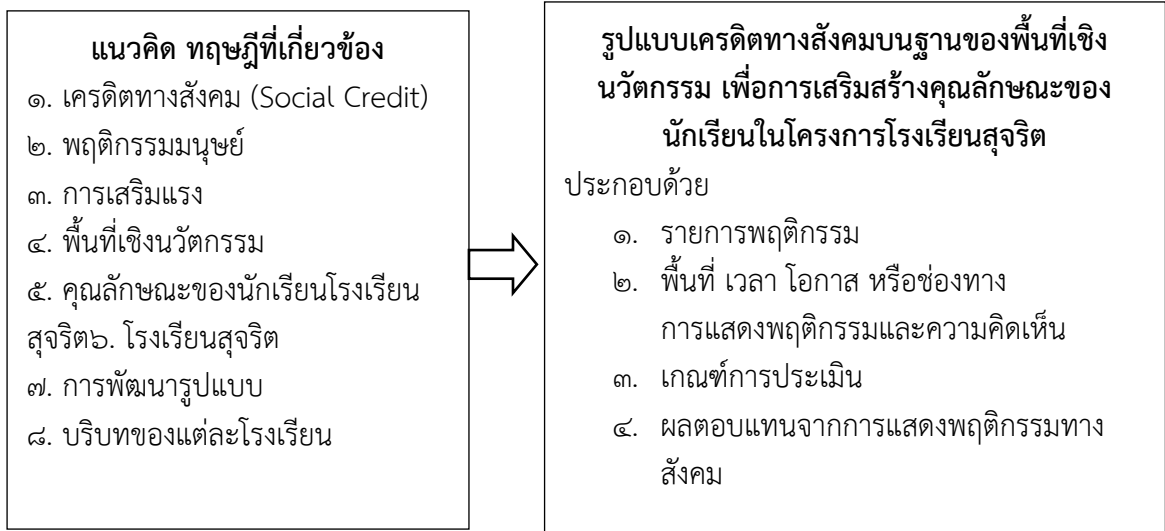 แนวคิด ทฤษฎีที่เกี่ยวข้อง
๑. เครดิตทางสังคม (Social Credit)
๒. พฤติกรรมมนุษย์
๓. การเสริมแรง
๔. พื้นที่เชิงนวัตกรรม
๕. คุณลักษณะของนักเรียนโรงเรียน
สุจริต๖. โรงเรียนสุจริต
๗. การพัฒนารูปแบบ
๘. บริบทของแต่ละโรงเรียน
รูปแบบเครดิตทางสังคมบนฐานของพื้นที่เชิง
นวัตกรรม เพื่อการเสริมสร้างคุณลักษณะของ
นักเรียนในโครงการโรงเรียนสุจริต
ประกอบด้วย
๑. รายการพฤติกรรม
๒. พื้นที่ เวลา โอกาส หรือช่องทาง
การแสดงพฤติกรรมและความคิดเห็น
๓. เกณฑ์การประเมิน
๔. ผลตอบแทนจากการแสดงพฤติกรรมทาง
สังคม